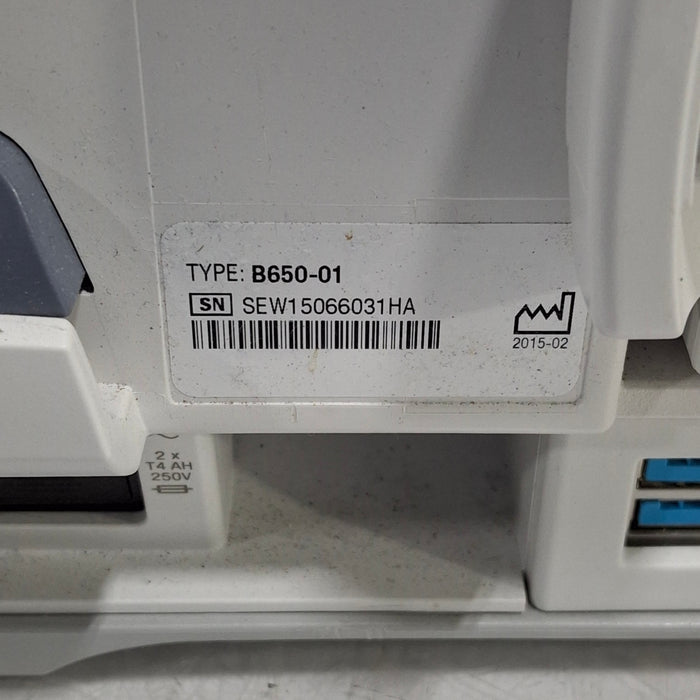 TYPE: B650-01
SN SEW15066031HA
2015-02
2 x
T4 AH
250V